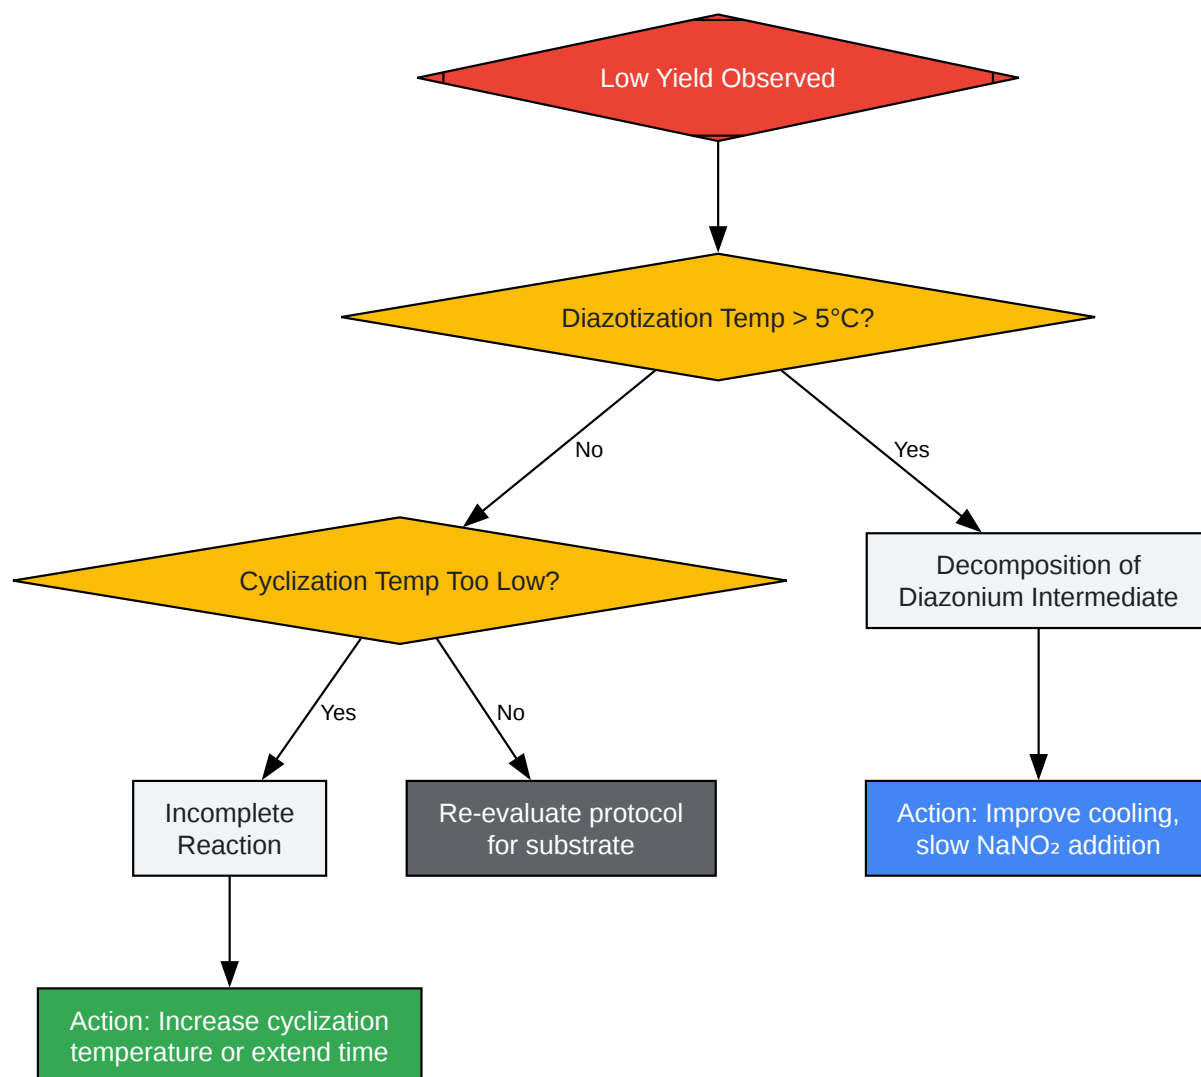 Low Yield Observed
Diazotization Temp > 5°C?
No
Yes
Cyclization Temp Too Low?
Decomposition of
Diazonium Intermediate
Yes
No
Incomplete
Reaction
Re-evaluate protocol
for substrate
Action: Improve cooling,
slow NaNO₂ addition
Action: Increase cyclization
temperature or extend time